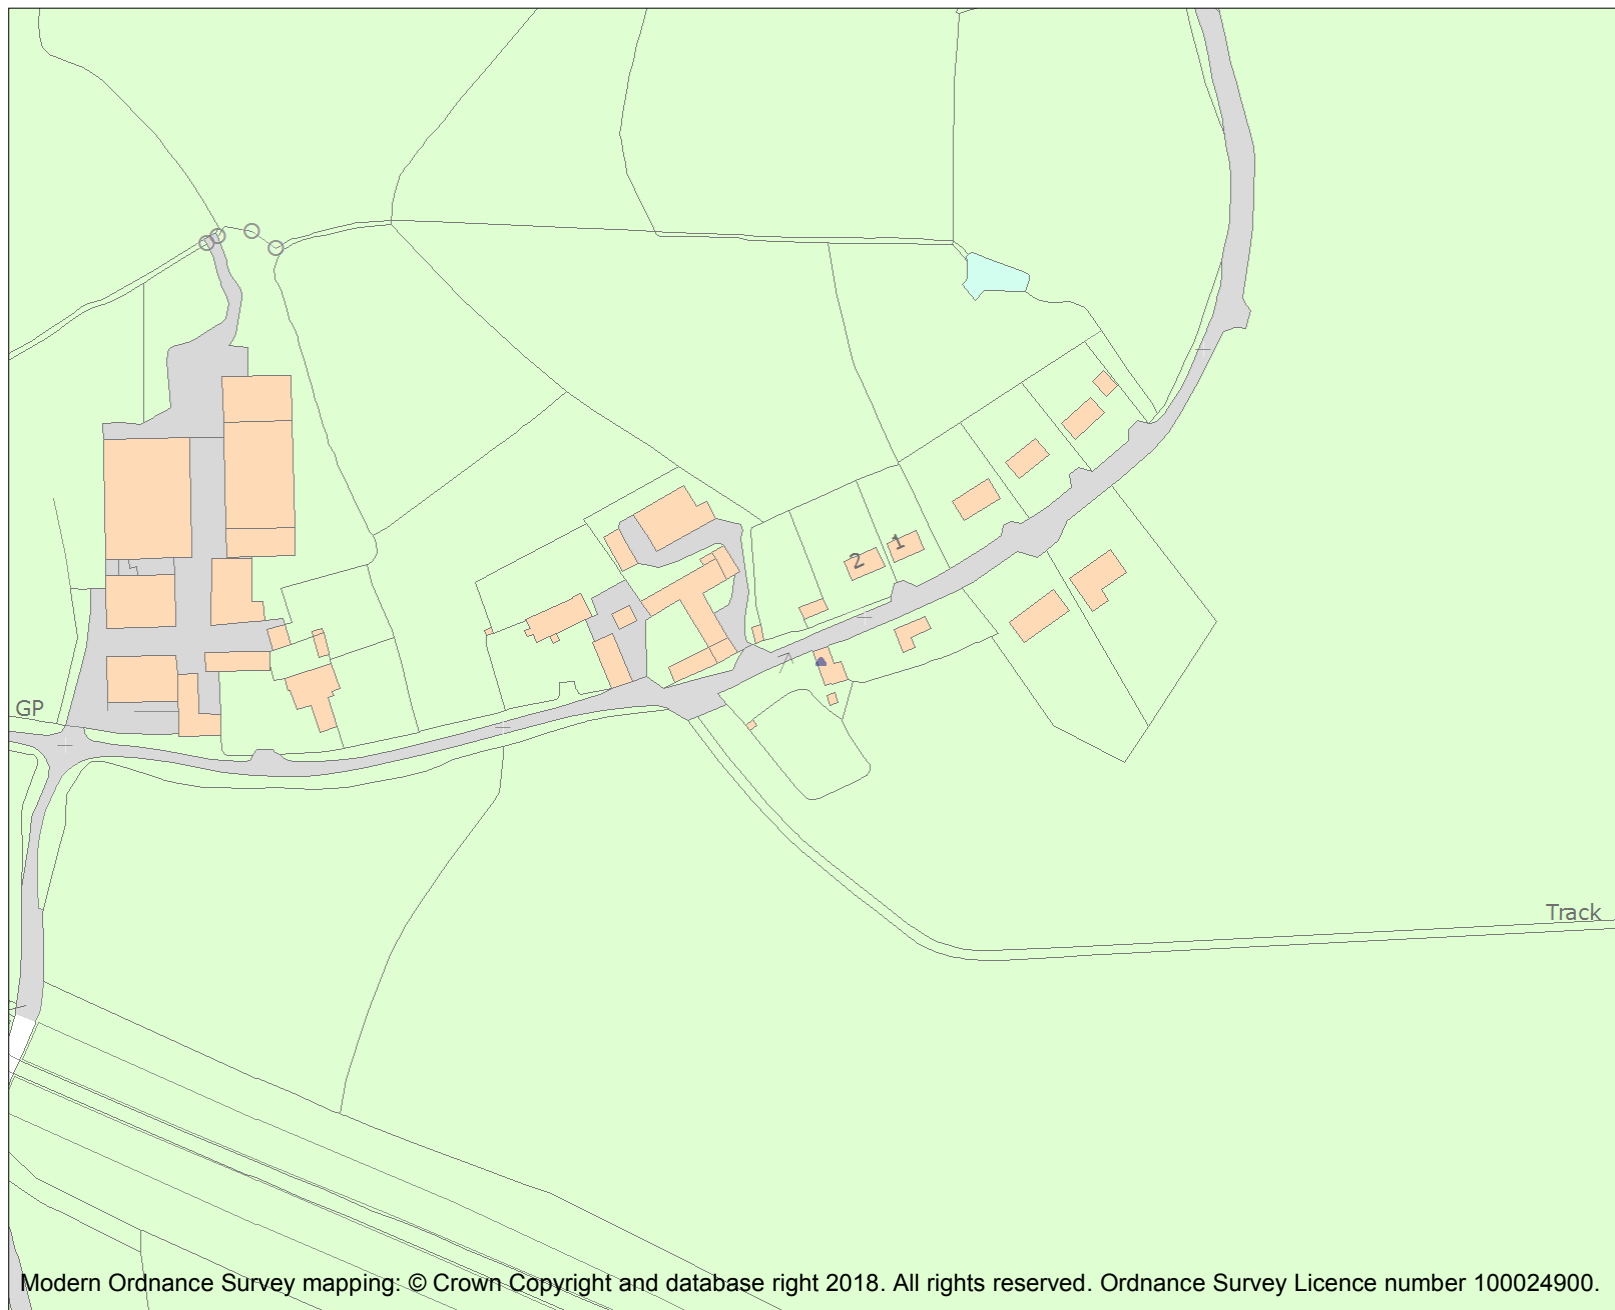 2
1
GP
Track
Modern Ordnance Survey mapping: © Crown Copyright and database right 2018. All rights reserved. Ordnance Survey Licence number 100024900.